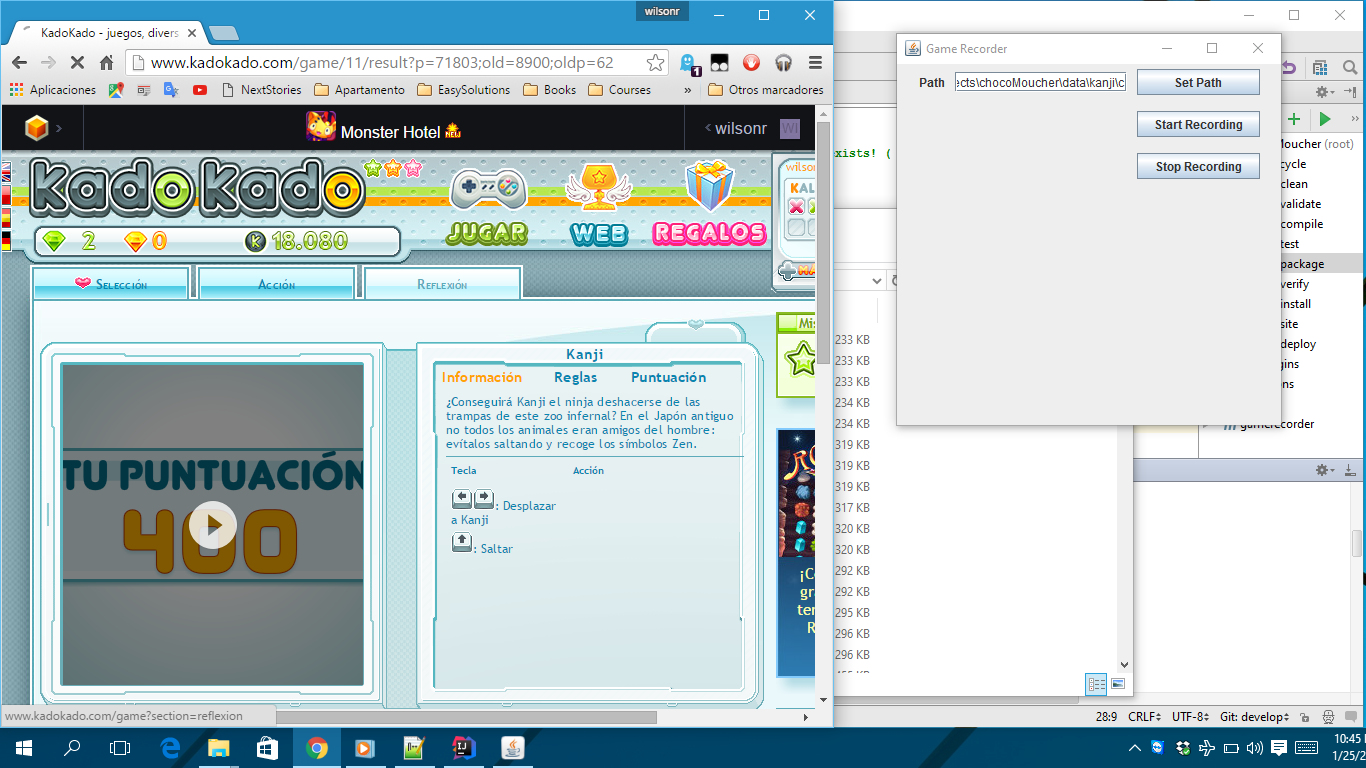 wilsonr
KadoKado - juegos, divers
www.kadokado.com/game/11/result?p=71803;old=8900;oldp=62
1
Aplicaciones
NextStories
Apartamento
EasySolutions
Books
Courses
»
Otros marcadores
Monster Hotel NEW
wilsonr
WI
KadoKado
JUGAR
WEB
REGALOS
2
0
K 18.080
wilson
KAL
Selección
Acción
Reflexión
Mis
TU PUNTUACIÓN
400
Kanji
Información
Reglas
Puntuación
¿Conseguirá Kanji el ninja deshacerse de las
trampas de este zoo infernal? En el Japón antiguo
no todos los animales eran amigos del hombre:
evítalos saltando y recoge los símbolos Zen.
Tecla
Acción
: Desplazar
a Kanji
: Saltar
www.kadokado.com/game?section=reflexion
Game Recorder
Path
:cts\chocoMoucher\data\kanji\c
Set Path
Start Recording
Stop Recording
xists! (
Moucher (root)
cycle
clean
validate
compile
test
package
verify
install
site
deploy
gins
ns
gamerecorder
233 KB
233 KB
233 KB
234 KB
234 KB
319 KB
319 KB
319 KB
317 KB
320 KB
320 KB
292 KB
292 KB
295 KB
296 KB
296 KB
28:9
CRLF
UTF-8
Git: develop
10:45
1/25/2